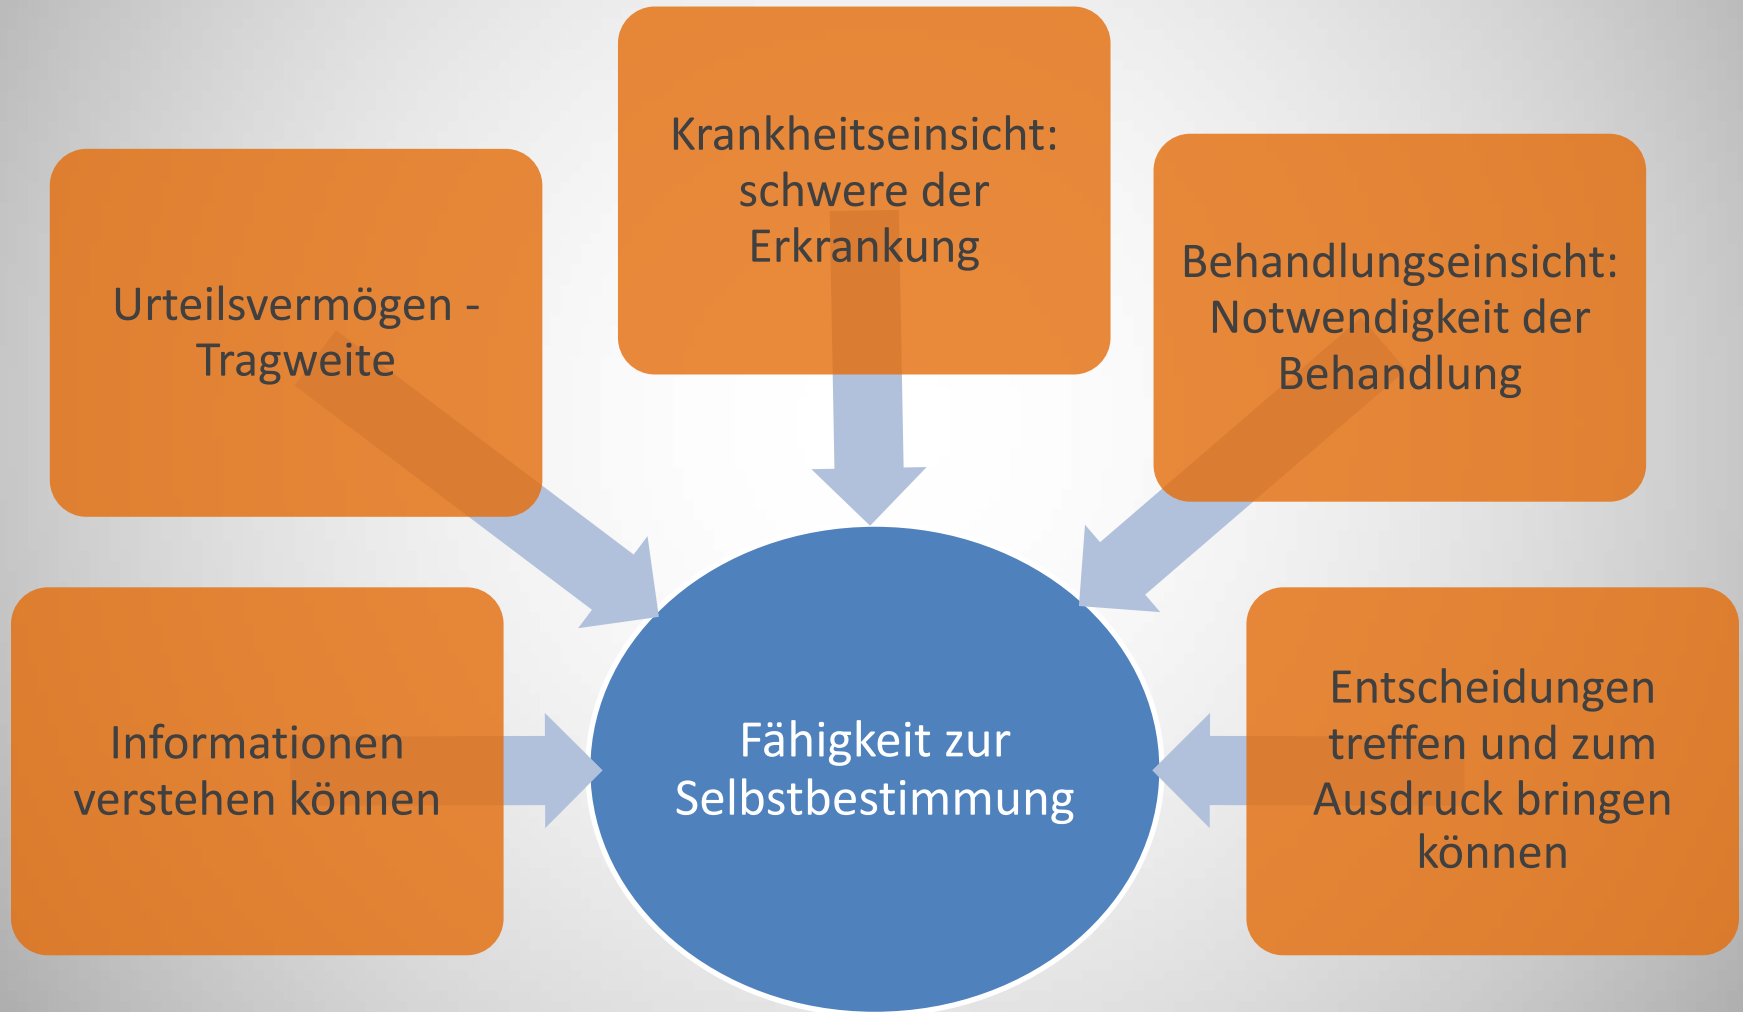 Krankheitseinsicht:
schwere der
Erkrankung
Urteilsvermögen -
Tragweite
Behandlungseinsicht:
Notwendigkeit der
Behandlung
Informationen
verstehen können
Fähigkeit zur
Selbstbestimmung
Entscheidungen
treffen und zum
Ausdruck bringen
können